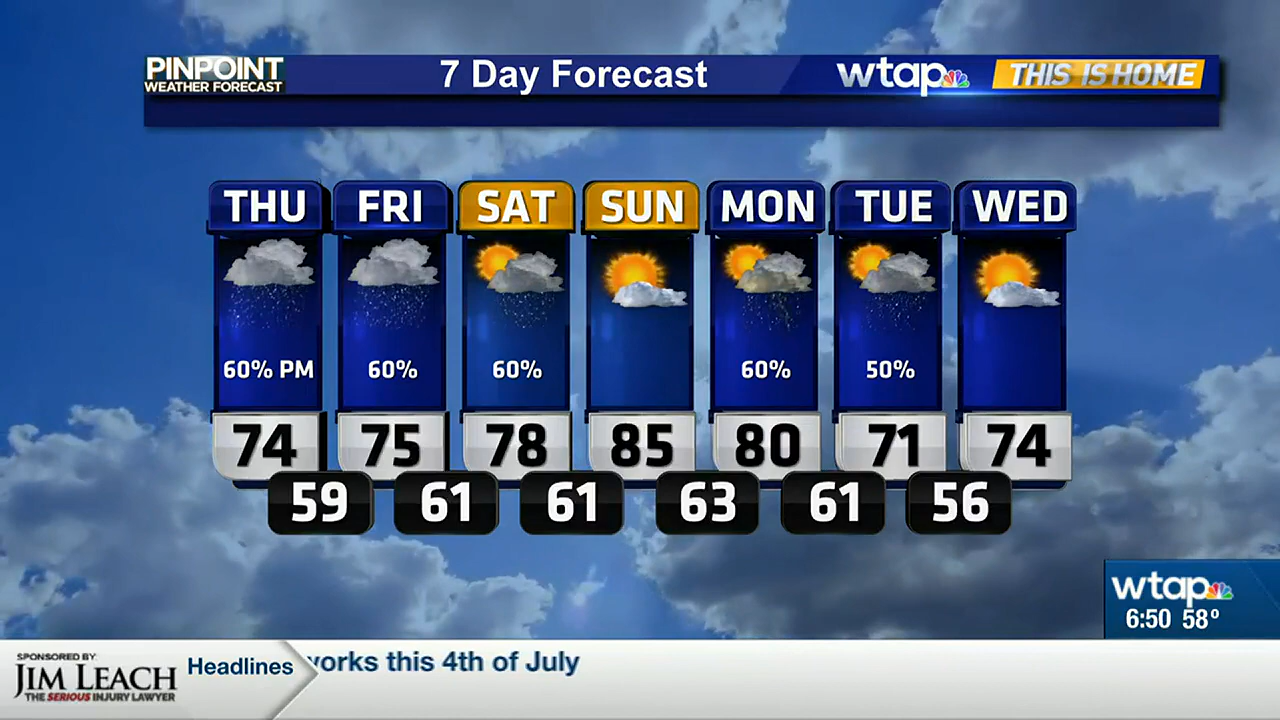 PINPOINT
WEATHER FORECAST
7 Day Forecast
wtap
THIS IS HOME
THU FRI SAT SUN MON TUE WED
60% PM 60% 60% 60% 50%
74 75 78 85 80 71 74
59 61 61 63 61 56
wtap
6:50 58°
SPONSORED BY:
JIM LEACH
THE SERIOUS INJURY LAWYER
Headlines
works this 4th of July